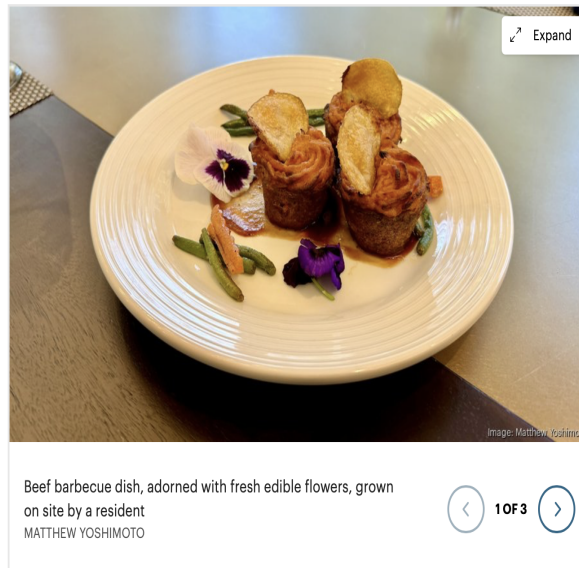 Expand
Image: Matthew Yoshimo
Beef barbecue dish, adorned with fresh edible flowers, grown
on site by a resident
MATTHEW YOSHIMOTO
1 OF 3